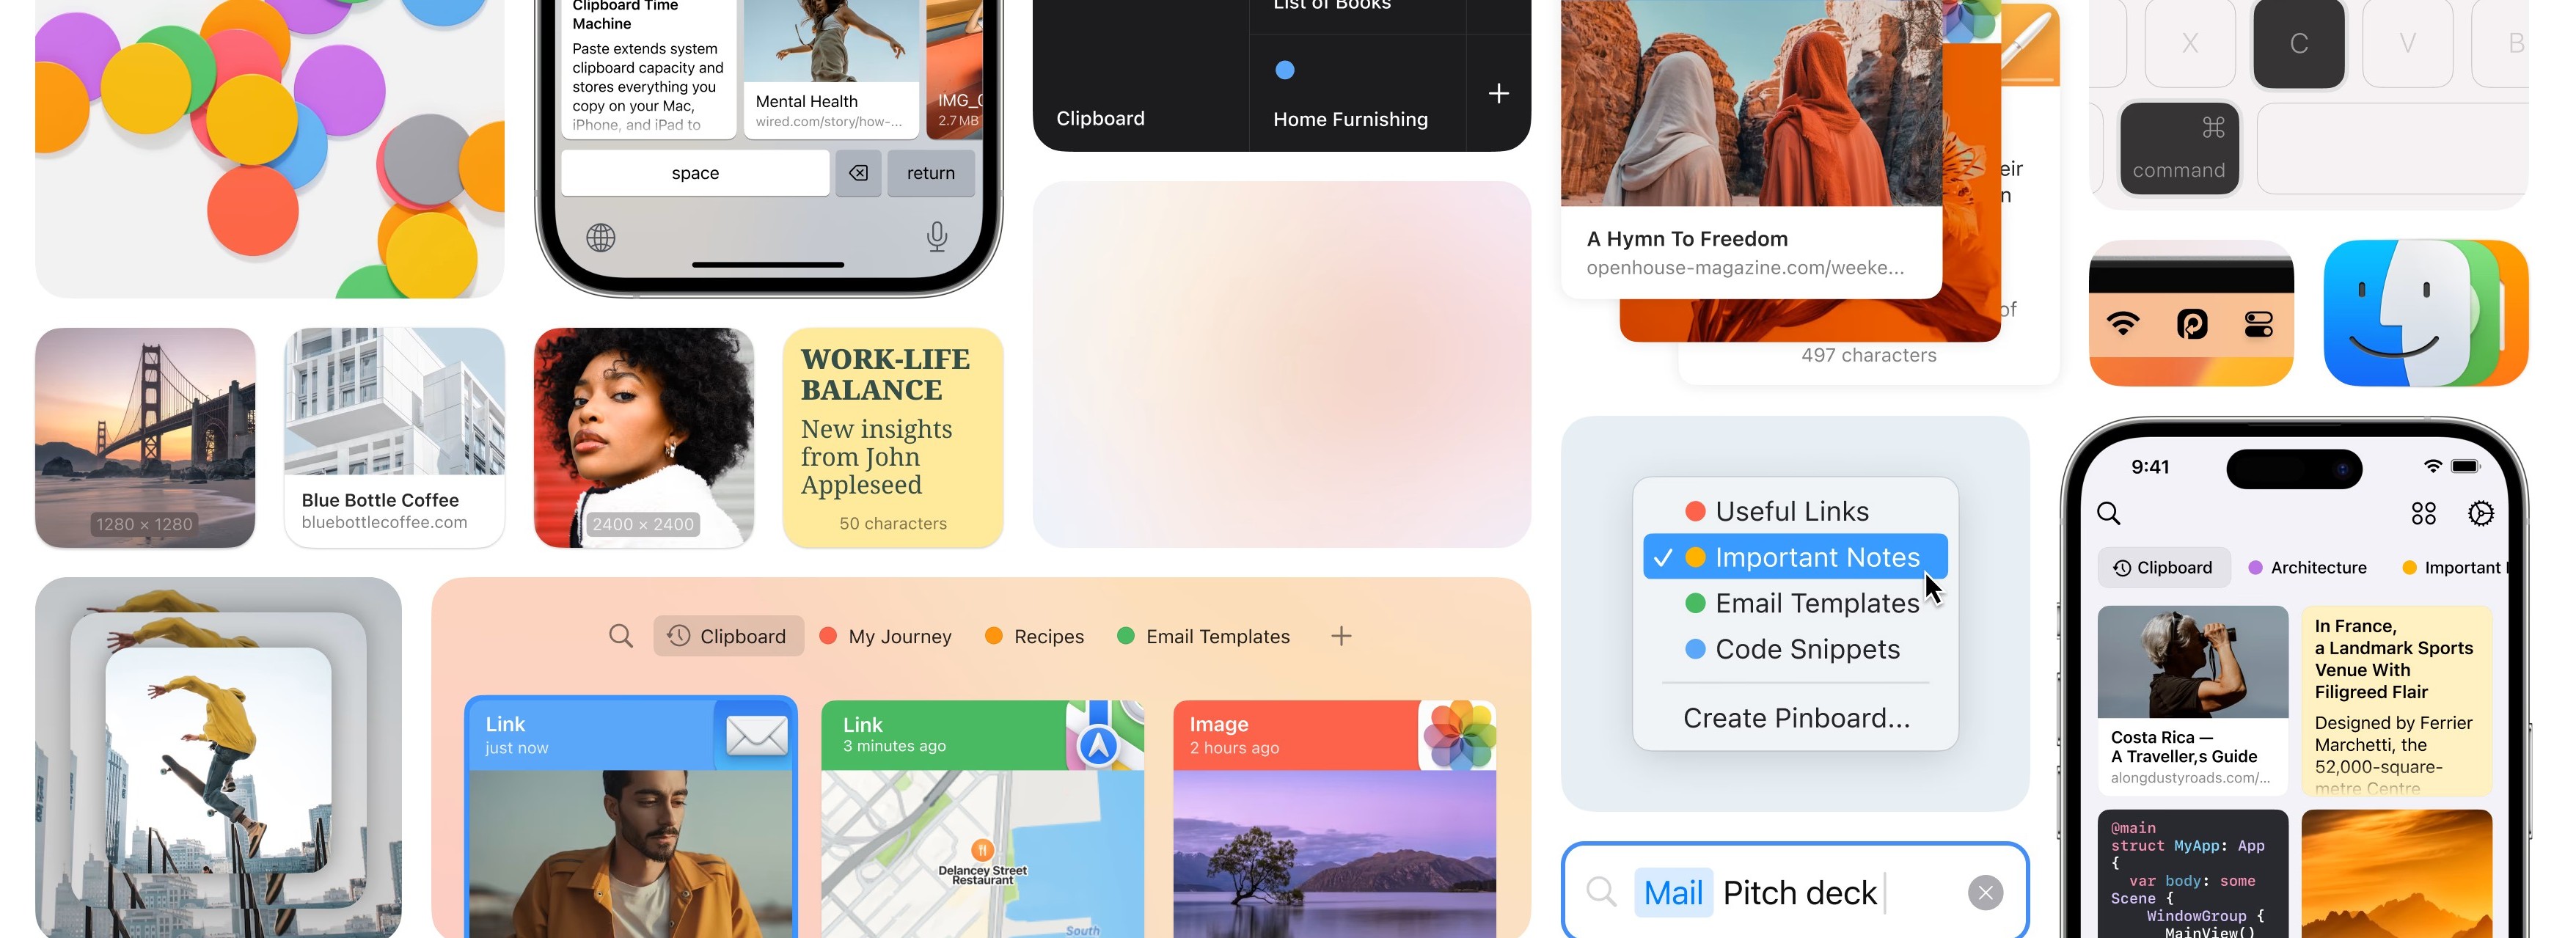 Clipboard Time
Machine
Paste extends system
clipboard capacity and
stores everything you
copy on your Mac,
iPhone, and iPad to
Mental Health
wired.com/story/how-...
2.7 MB
space
return
List of Books
Clipboard
Home Furnishing
A Hymn To Freedom
openhouse-magazine.com/weeke...
of
497 characters
X
C
V
B
⌘
command
1280 × 1280
Blue Bottle Coffee
bluebottlecoffee.com
2400 × 2400
WORK-LIFE
BALANCE
New insights
from John
Appleseed
50 characters
Clipboard
My Journey
Recipes
Email Templates
Link
just now
Link
3 minutes ago
Image
2 hours ago
Delancey Street
Restaurant
South
Useful Links
Important Notes
Email Templates
Code Snippets
Create Pinboard...
Mail Pitch deck
9:41
Clipboard
Architecture
Important
Costa Rica —
A Traveller,s Guide
alongdustyroads.com/...
In France,
a Landmark Sports
Venue With
Filigreed Flair
Designed by Ferrier
Marchetti, the
52,000-square-
metre Centre
@main
struct MyApp: App
{
var body: some
Scene {
WindowGroup {
MainView()